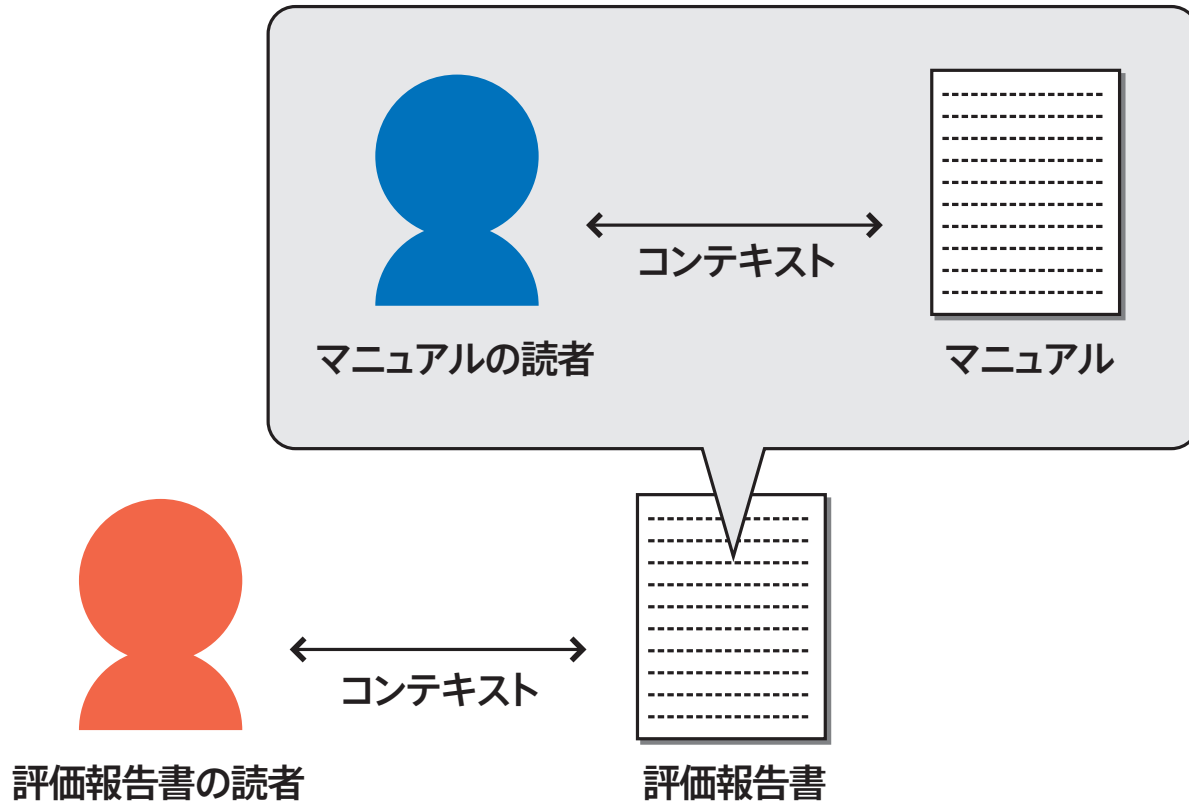 コンテキスト
マニュアルの読者
マニュアル
コンテキスト
評価報告書の読者
評価報告書